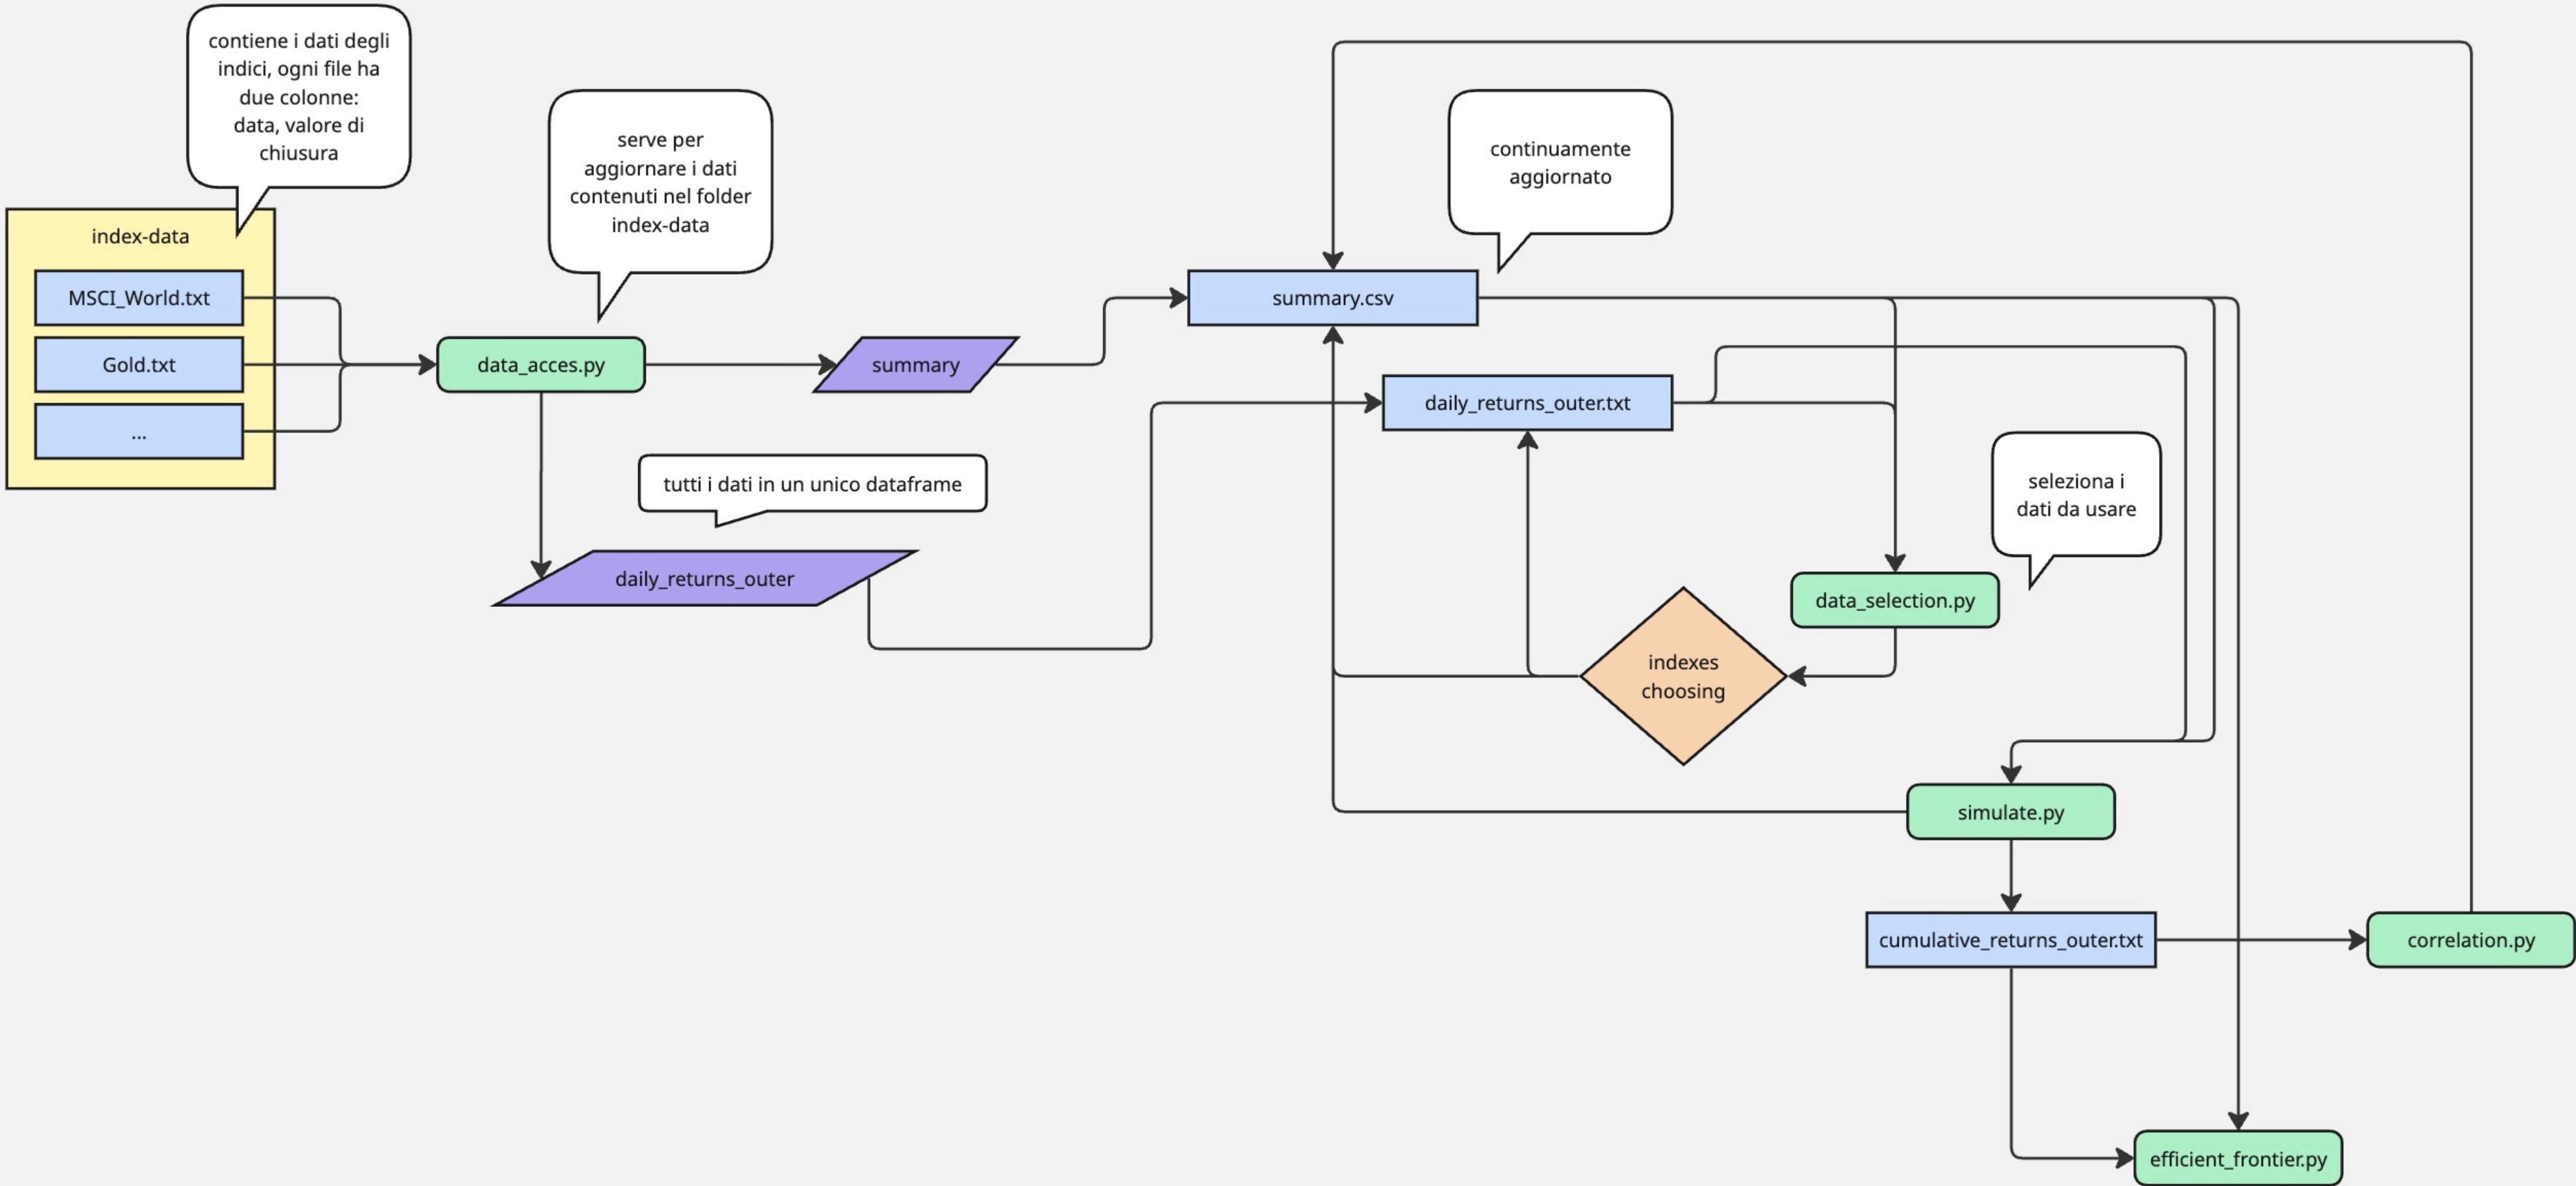 contiene i dati degli
indici, ogni file ha
due colonne:
data, valore di
chiusura
serve per
aggiornare i dati
contenuti nel folder
index-data
continuamente
aggiornato
index-data
MSCI_World.txt
Gold.txt
...
data_acces.py
summary
summary.csv
daily_returns_outer.txt
tutti i dati in un unico dataframe
seleziona i
dati da usare
daily_returns_outer
data_selection.py
indexes
choosing
simulate.py
cumulative_returns_outer.txt
correlation.py
efficient_frontier.py